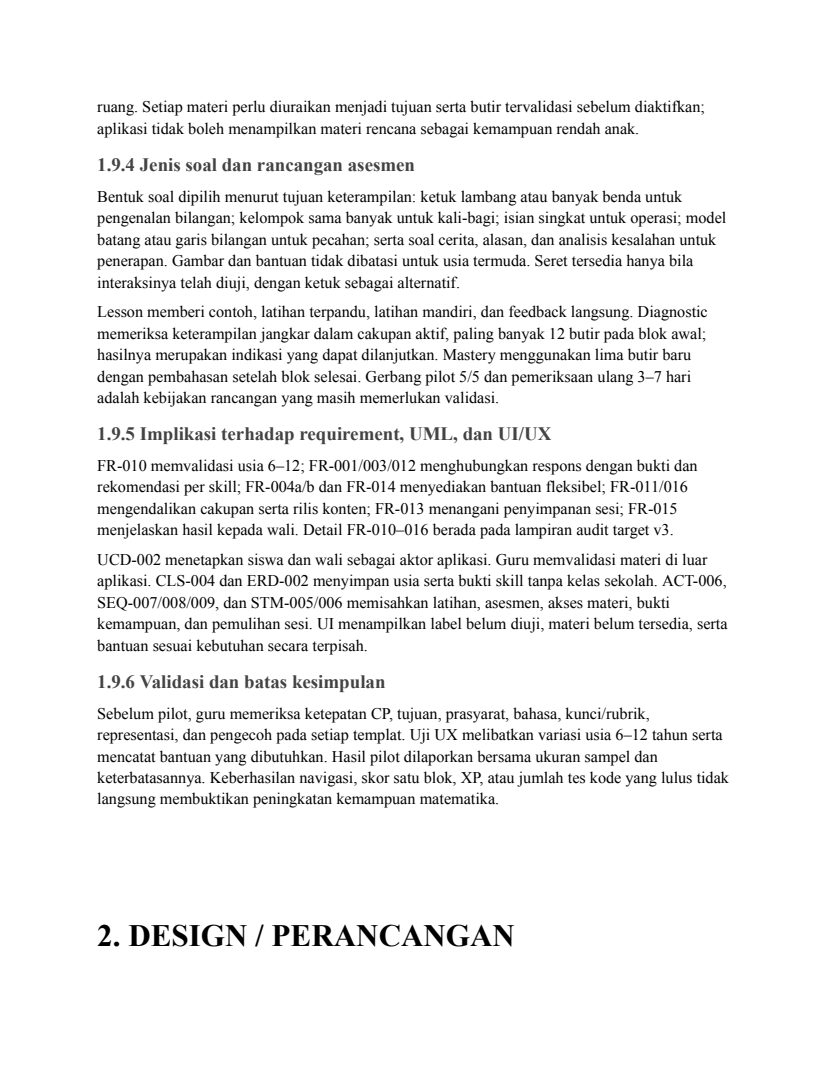 ruang. Setiap materi perlu diuraikan menjadi tujuan serta butir tervalidasi sebelum diaktifkan;
aplikasi tidak boleh menampilkan materi rencana sebagai kemampuan rendah anak.
1.9.4 Jenis soal dan rancangan asesmen
Bentuk soal dipilih menurut tujuan keterampilan: ketuk lambang atau banyak benda untuk
pengenalan bilangan; kelompok sama banyak untuk kali-bagi; isian singkat untuk operasi; model
batang atau garis bilangan untuk pecahan; serta soal cerita, alasan, dan analisis kesalahan untuk
penerapan. Gambar dan bantuan tidak dibatasi untuk usia termuda. Seret tersedia hanya bila
interaksinya telah diuji, dengan ketuk sebagai alternatif.
Lesson memberi contoh, latihan terpandu, latihan mandiri, dan feedback langsung. Diagnostic
memeriksa keterampilan jangkar dalam cakupan aktif, paling banyak 12 butir pada blok awal;
hasilnya merupakan indikasi yang dapat dilanjutkan. Mastery menggunakan lima butir baru
dengan pembahasan setelah blok selesai. Gerbang pilot 5/5 dan pemeriksaan ulang 3–7 hari
adalah kebijakan rancangan yang masih memerlukan validasi.
1.9.5 Implikasi terhadap requirement, UML, dan UI/UX
FR-010 memvalidasi usia 6–12; FR-001/003/012 menghubungkan respons dengan bukti dan
rekomendasi per skill; FR-004a/b dan FR-014 menyediakan bantuan fleksibel; FR-011/016
mengendalikan cakupan serta rilis konten; FR-013 menangani penyimpanan sesi; FR-015
menjelaskan hasil kepada wali. Detail FR-010–016 berada pada lampiran audit target v3.
UCD-002 menetapkan siswa dan wali sebagai aktor aplikasi. Guru memvalidasi materi di luar
aplikasi. CLS-004 dan ERD-002 menyimpan usia serta bukti skill tanpa kelas sekolah. ACT-006,
SEQ-007/008/009, dan STM-005/006 memisahkan latihan, asesmen, akses materi, bukti
kemampuan, dan pemulihan sesi. UI menampilkan label belum diuji, materi belum tersedia, serta
bantuan sesuai kebutuhan secara terpisah.
1.9.6 Validasi dan batas kesimpulan
Sebelum pilot, guru memeriksa ketepatan CP, tujuan, prasyarat, bahasa, kunci/rubrik,
representasi, dan pengecoh pada setiap templat. Uji UX melibatkan variasi usia 6–12 tahun serta
mencatat bantuan yang dibutuhkan. Hasil pilot dilaporkan bersama ukuran sampel dan
keterbatasannya. Keberhasilan navigasi, skor satu blok, XP, atau jumlah tes kode yang lulus tidak
langsung membuktikan peningkatan kemampuan matematika.
2. DESIGN / PERANCANGAN